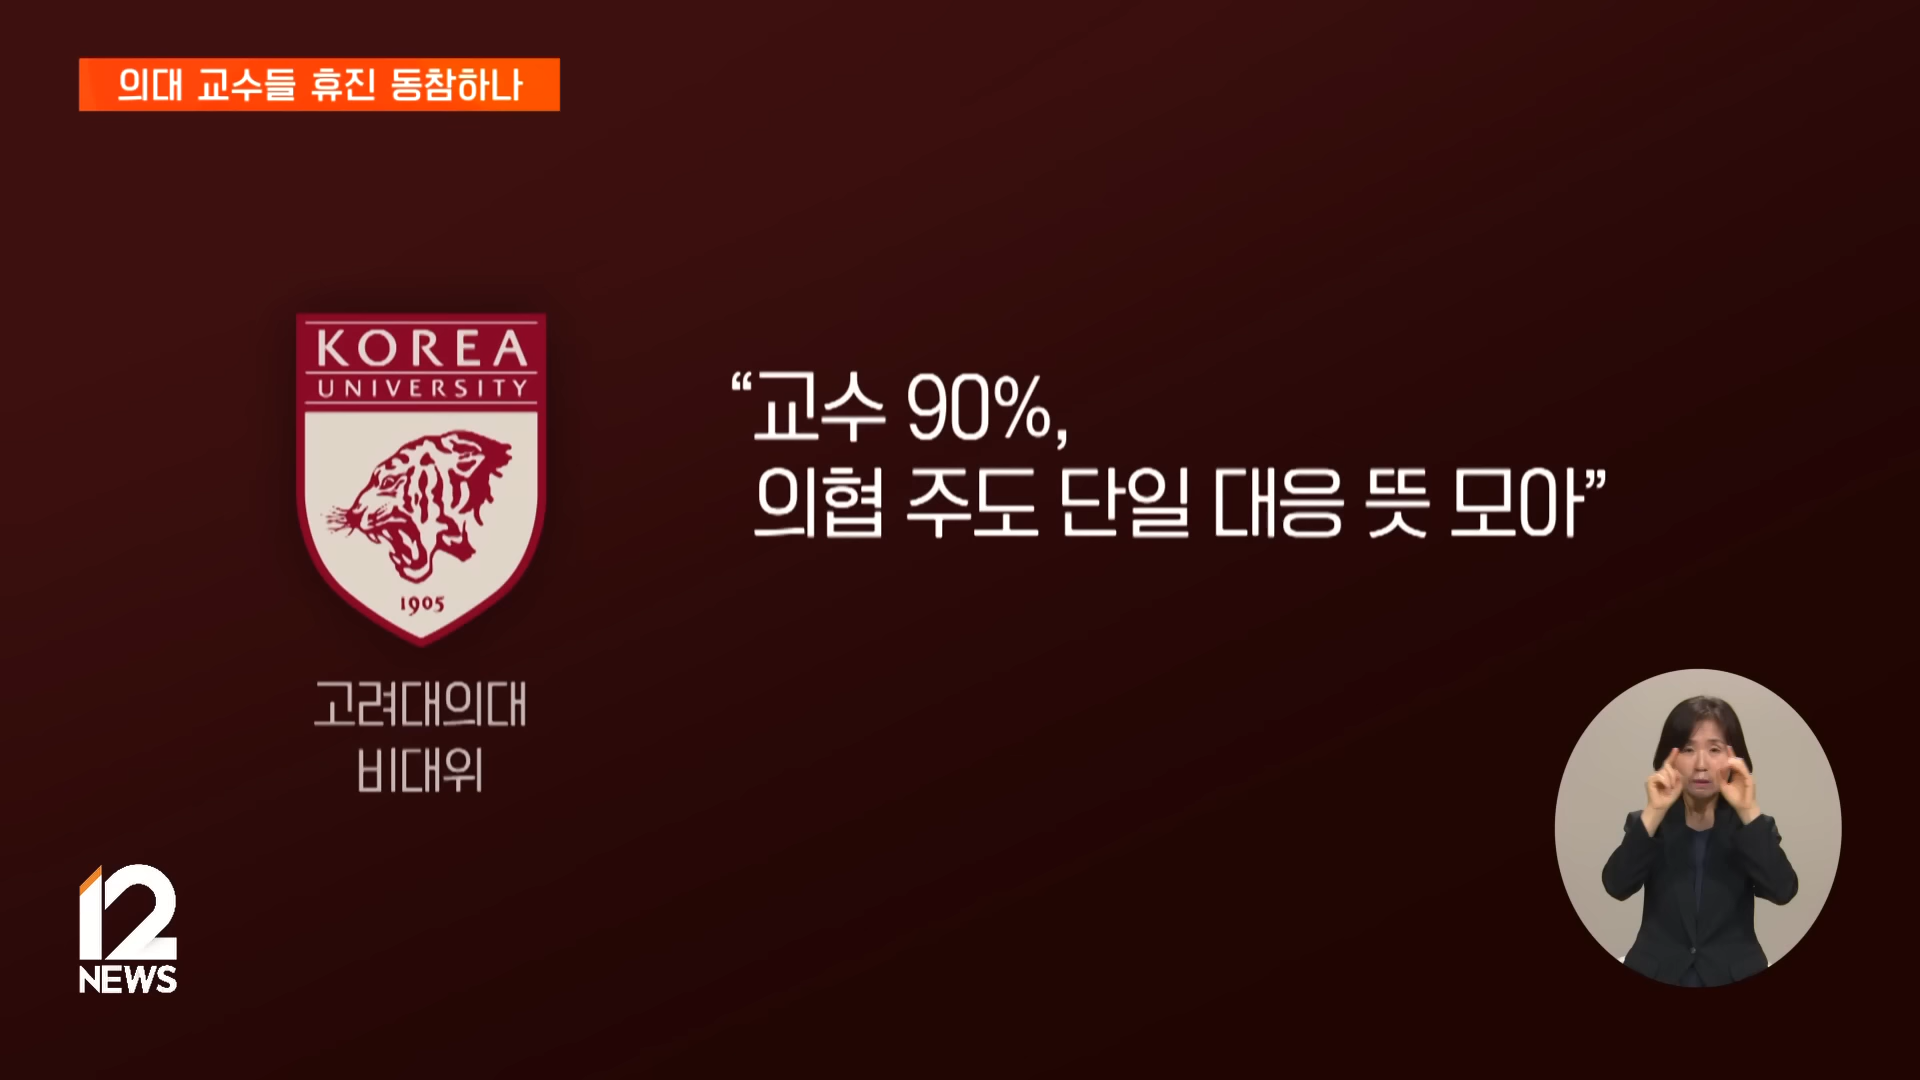 의대 교수들 휴진 동참하나
KOREA
UNIVERSITY
1905
고려대의대
비대위
“교수 90%,
의협 주도 단일 대응 뜻 모아”
12
NEWS